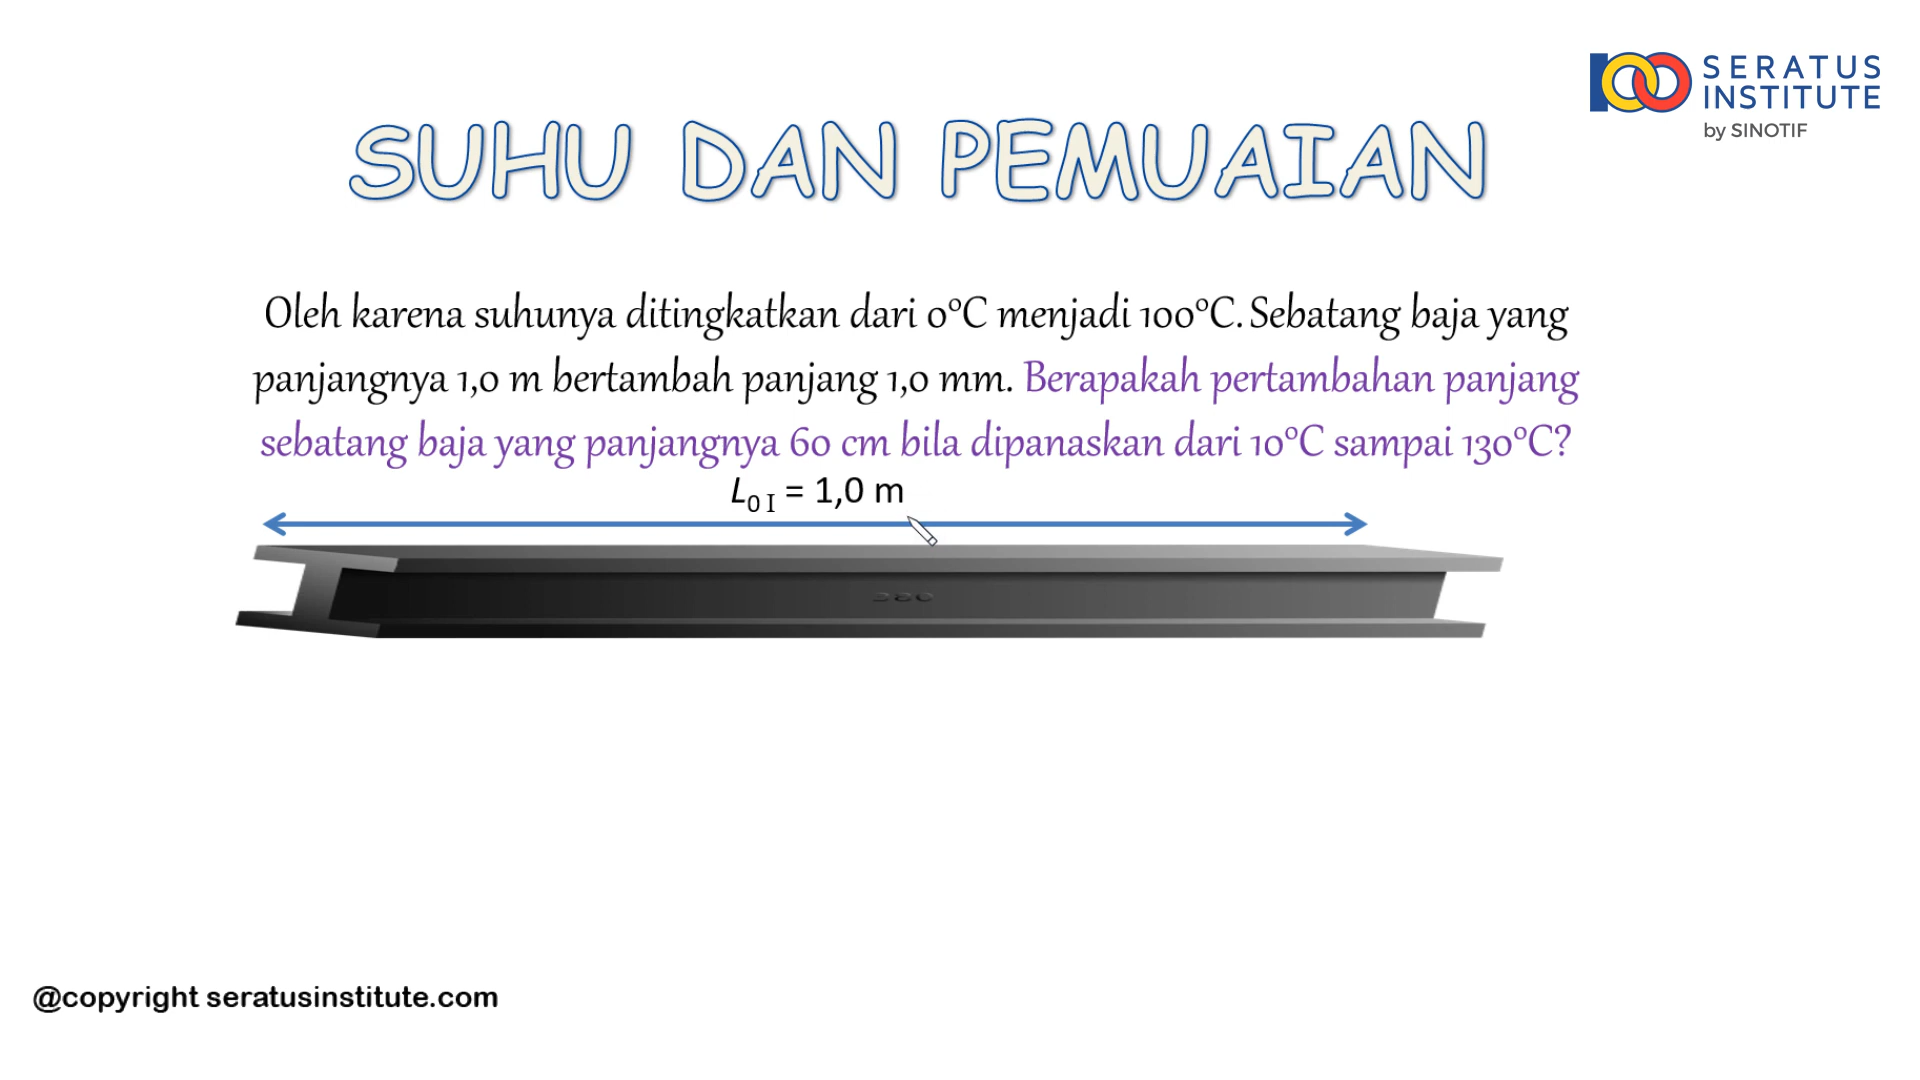 SERATUS
INSTITUTE
by SINOTIF
SUHU DAN PEMUAIAN
Oleh karena suhunya ditingkatkan dari 0°C menjadi 100°C. Sebatang baja yang
panjangnya 1,0 m bertambah panjang 1,0 mm. Berapakah pertambahan panjang
sebatang baja yang panjangnya 60 cm bila dipanaskan dari 10°C sampai 130°C?
L₀ I = 1,0 m
@copyright seratusinstitute.com